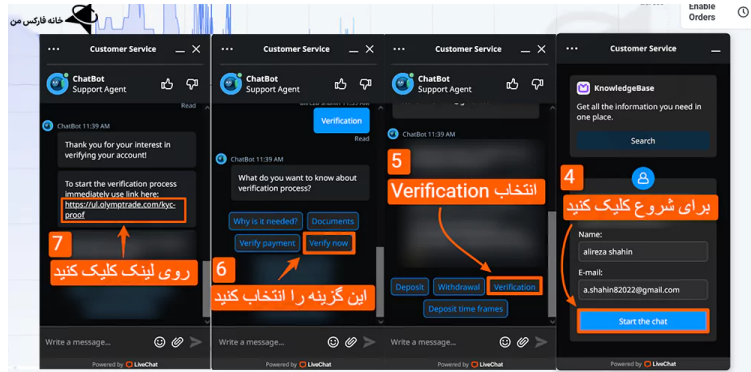 خانه فارکس من
Enable
Orders
Customer Service
ChatBot
Support Agent
Read
ChatBot 11:39 AM
Thank you for your interest in
verifying your account!
To start the verification process
immediately use link here:
https://ul.olymptrade.com/kyc-
proof
7
روی لینک کلیک کنید
Write a message...
Powered by LiveChat
Customer Service
ChatBot
Support Agent
Verification
Read
ChatBot 11:39 AM
What do you want to know about
verification process?
Why is it needed?
Documents
Verify payment
Verify now
6
این گزینه را انتخاب کنید
Write a message...
Powered by LiveChat
Customer Service
ChatBot
Support Agent
ChatBot 11:39 AM
5
انتخاب Verification
Deposit
Withdrawal
Verification
Deposit time frames
Write a message...
Powered by LiveChat
Customer Service
KnowledgeBase
Get all the information you need in
one place.
Search
4
برای شروع کلیک کنید
Name:
alireza shahin
E-mail:
a.shahin82022@gmail.com
Start the chat
Powered by LiveChat